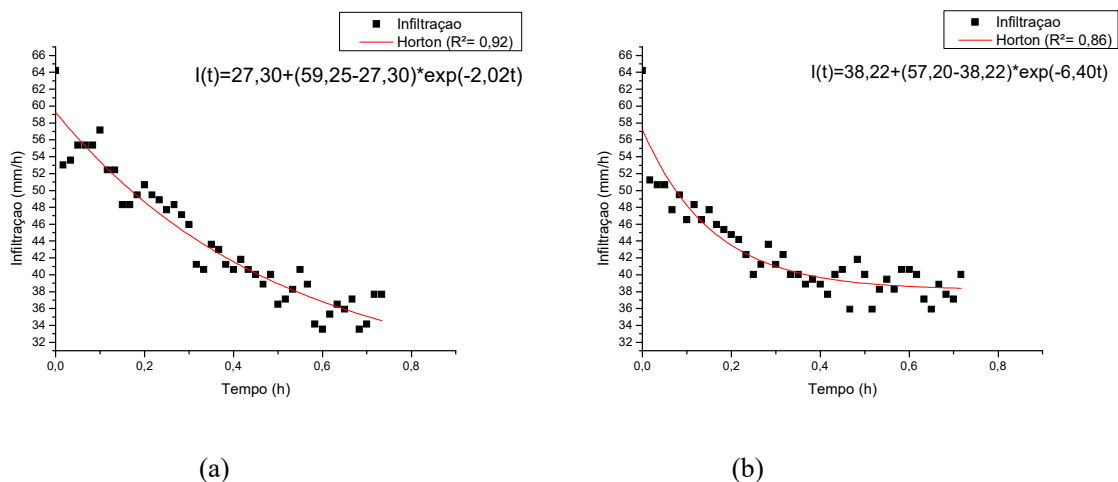 Infiltraçao
Horton (R²= 0,92)
I(t)=27,30+(59,25-27,30)*exp(-2,02t)
66
64
62
60
58
56
54
52
50
48
46
44
42
40
38
36
34
32
Infiltraçao (mm/h)
0,0 0,2 0,4 0,6 0,8
Tempo (h)
(a)
Infiltraçao
Horton (R²= 0,86)
I(t)=38,22+(57,20-38,22)*exp(-6,40t)
66
64
62
60
58
56
54
52
50
48
46
44
42
40
38
36
34
32
Infiltraçao (mm/h)
0,0 0,2 0,4 0,6 0,8
Tempo (h)
(b)